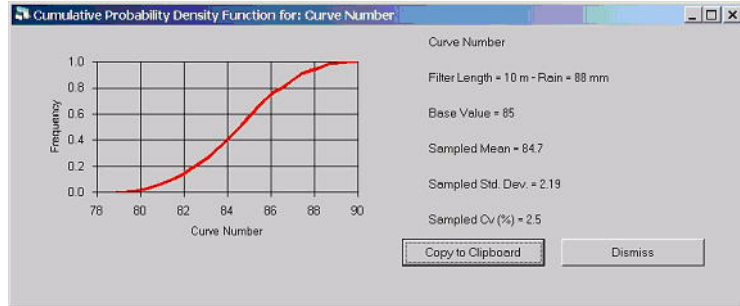 Cumulative Probability Density Function for: Curve Number
Curve Number
Filter Length = 10 m - Rain = 88 mm
Base Value = 85
Sampled Mean = 84.7
Sampled Std. Dev. = 2.19
Sampled Cv (%) = 2.5
Copy to Clipboard
Dismiss
Frequency
1.0
0.8
0.6
0.4
0.2
0.0
78 80 82 84 86 88 90
Curve Number